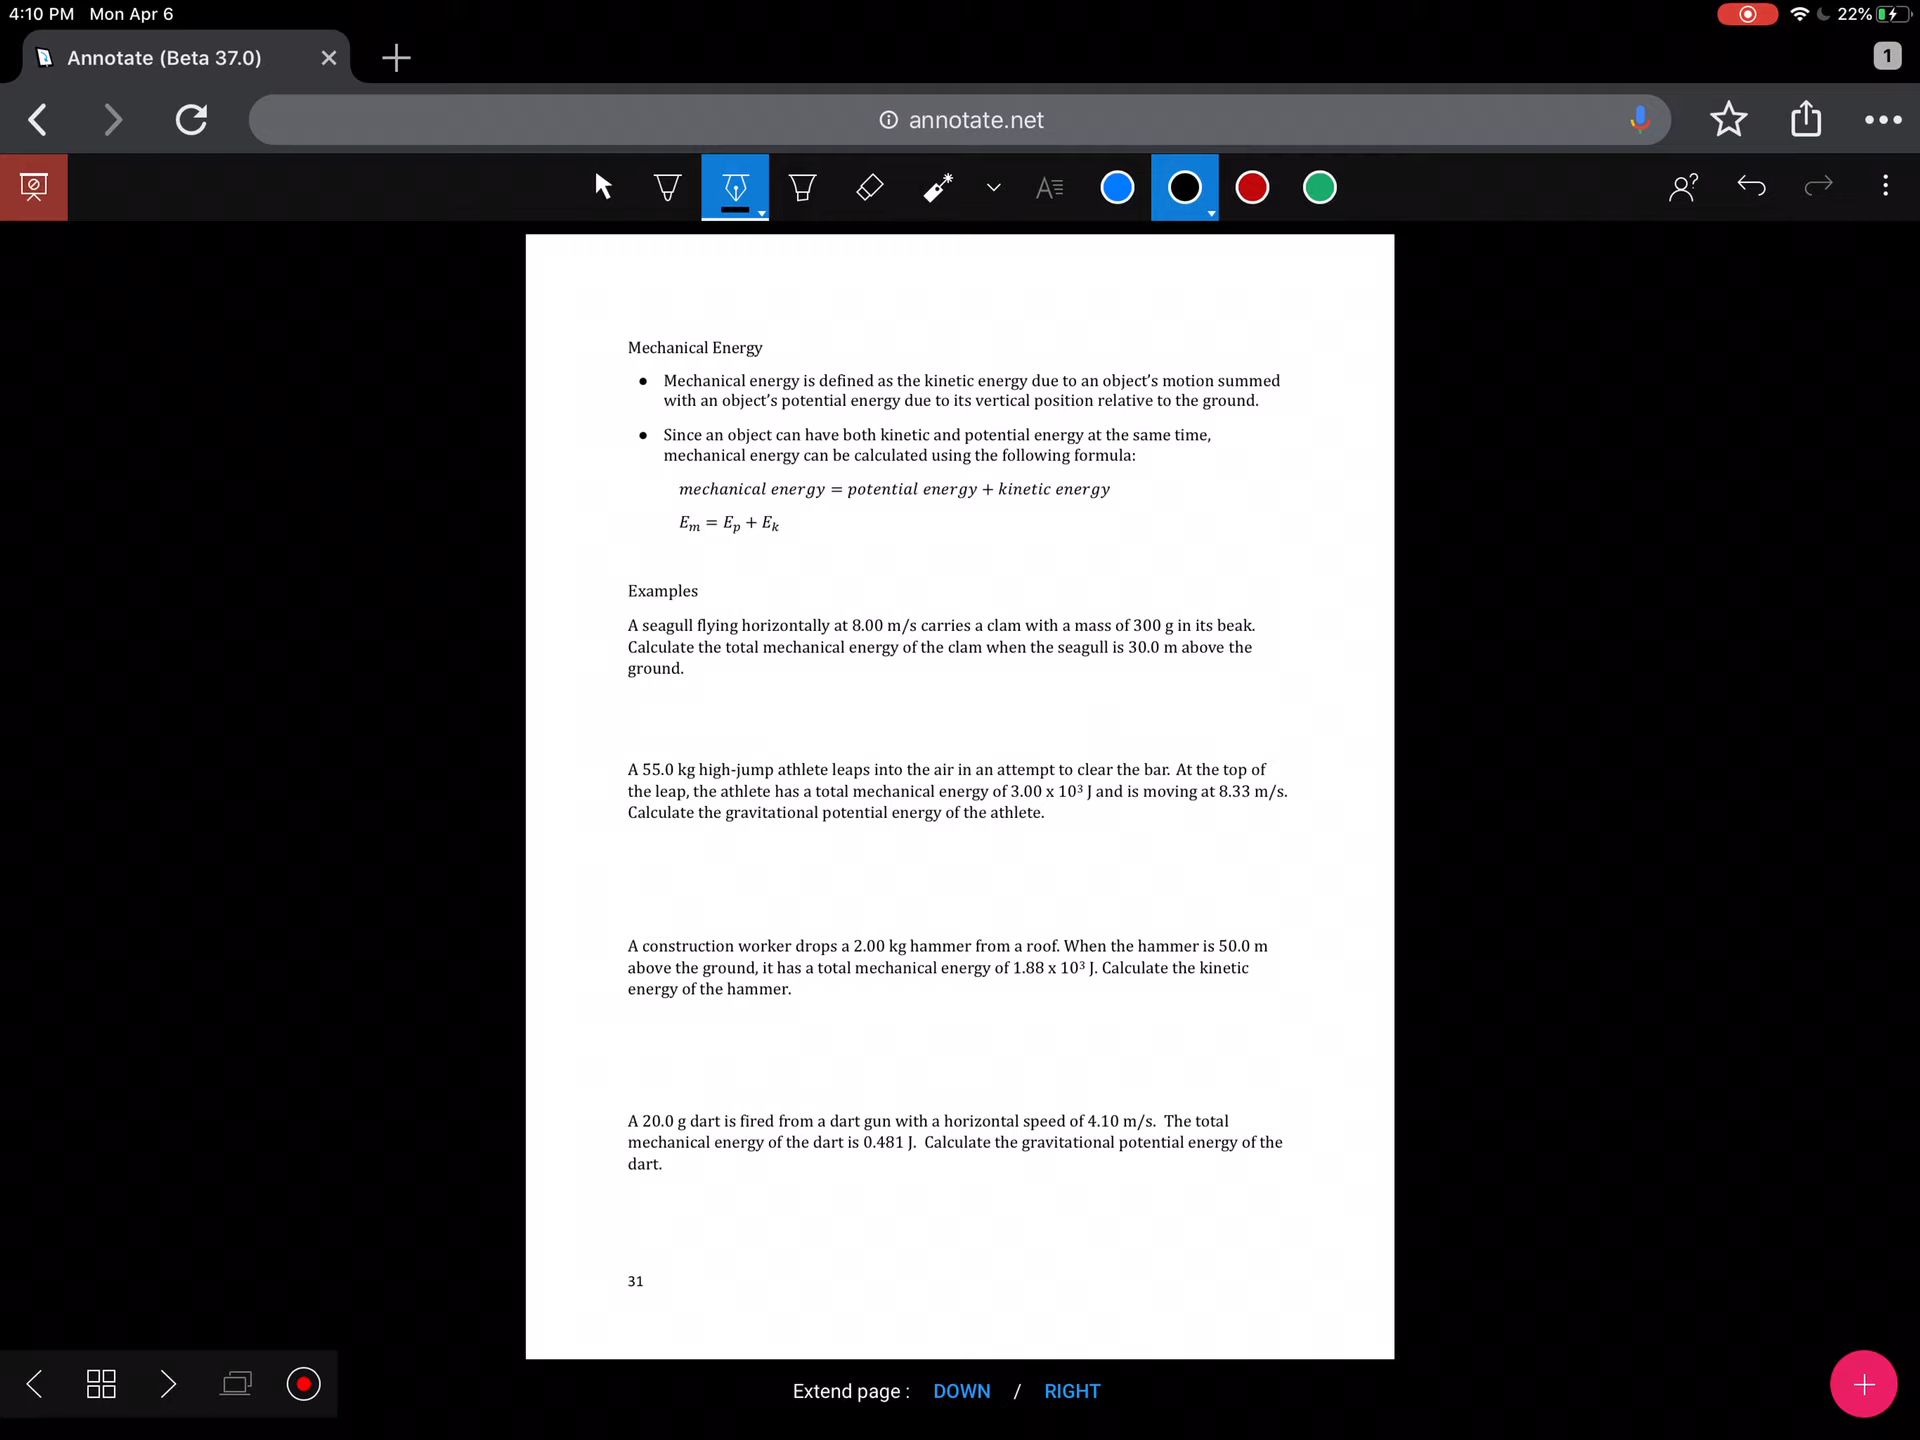 4:10 PM Mon Apr 6
22%
Annotate (Beta 37.0)
1
annotate.net
Mechanical Energy
● Mechanical energy is defined as the kinetic energy due to an object’s motion summed
with an object’s potential energy due to its vertical position relative to the ground.
● Since an object can have both kinetic and potential energy at the same time,
mechanical energy can be calculated using the following formula:
mechanical energy = potential energy + kinetic energy
Eₘ = Eₚ + Eₖ
Examples
A seagull flying horizontally at 8.00 m/s carries a clam with a mass of 300 g in its beak.
Calculate the total mechanical energy of the clam when the seagull is 30.0 m above the
ground.
A 55.0 kg high-jump athlete leaps into the air in an attempt to clear the bar. At the top of
the leap, the athlete has a total mechanical energy of 3.00 x 10³ J and is moving at 8.33 m/s.
Calculate the gravitational potential energy of the athlete.
A construction worker drops a 2.00 kg hammer from a roof. When the hammer is 50.0 m
above the ground, it has a total mechanical energy of 1.88 x 10³ J. Calculate the kinetic
energy of the hammer.
A 20.0 g dart is fired from a dart gun with a horizontal speed of 4.10 m/s. The total
mechanical energy of the dart is 0.481 J. Calculate the gravitational potential energy of the
dart.
31
Extend page : DOWN / RIGHT